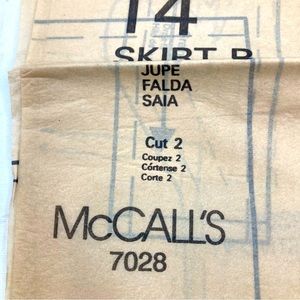 14
SKIRT B
JUPE
FALDA
SAIA
Cut 2
Coupez 2
Córtense 2
Corte 2
McCALL'S
7028